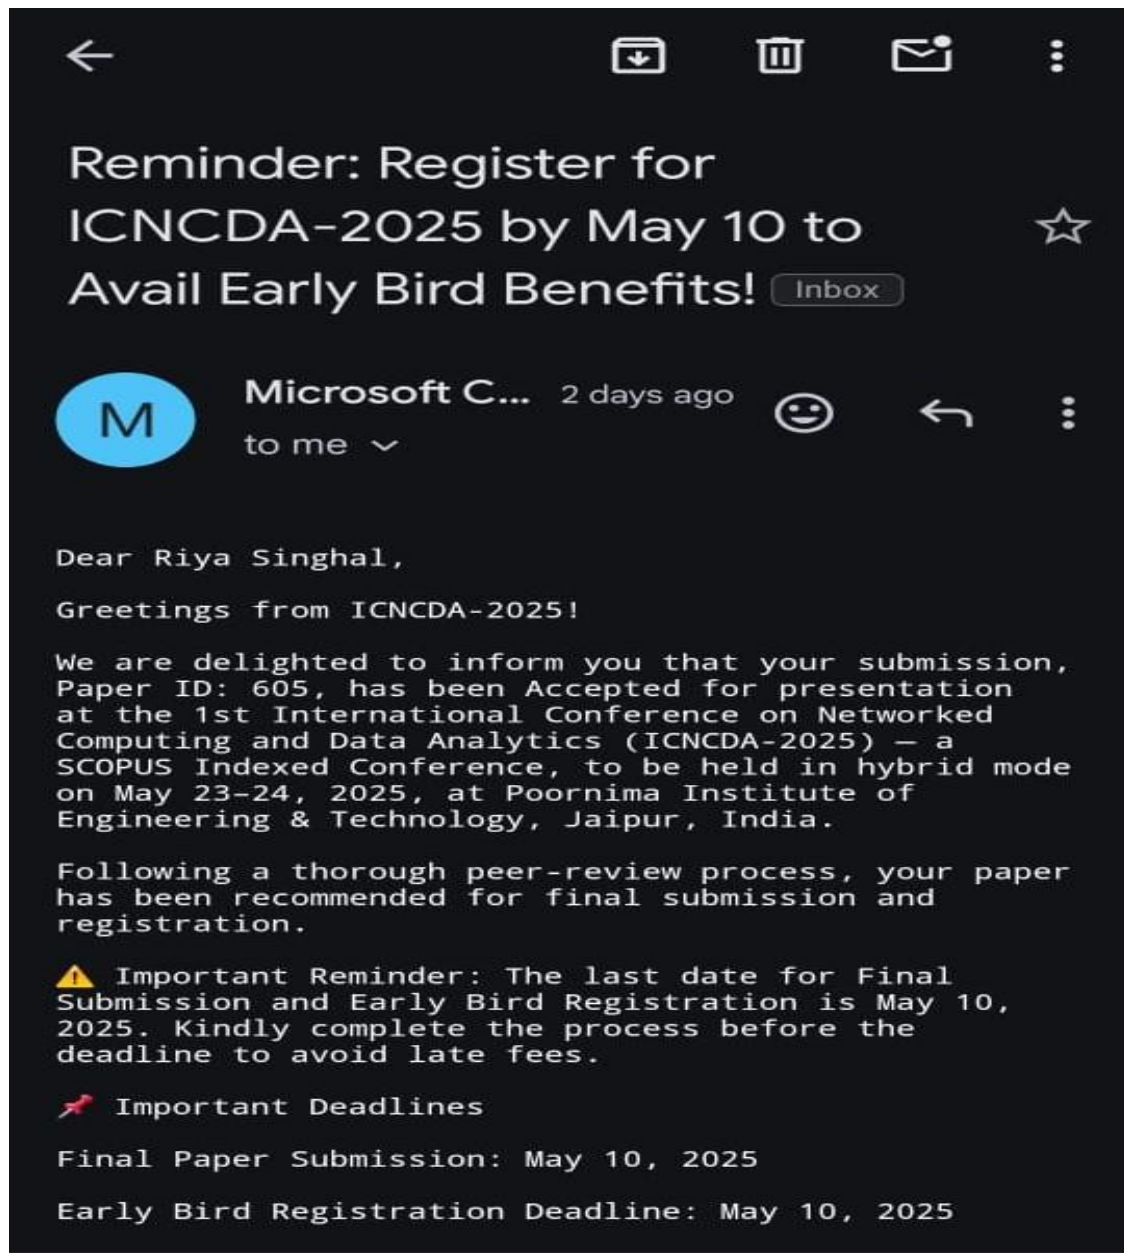 Reminder: Register for
ICNCDA-2025 by May 10 to
Avail Early Bird Benefits! Inbox
M
Microsoft C... 2 days ago
to me
Dear Riya Singhal,
Greetings from ICNCDA-2025!
We are delighted to inform you that your submission,
Paper ID: 605, has been Accepted for presentation
at the 1st International Conference on Networked
Computing and Data Analytics (ICNCDA-2025) — a
SCOPUS Indexed Conference, to be held in hybrid mode
on May 23–24, 2025, at Poornima Institute of
Engineering & Technology, Jaipur, India.
Following a thorough peer-review process, your paper
has been recommended for final submission and
registration.
⚠️ Important Reminder: The last date for Final
Submission and Early Bird Registration is May 10,
2025. Kindly complete the process before the
deadline to avoid late fees.
📌 Important Deadlines
Final Paper Submission: May 10, 2025
Early Bird Registration Deadline: May 10, 2025